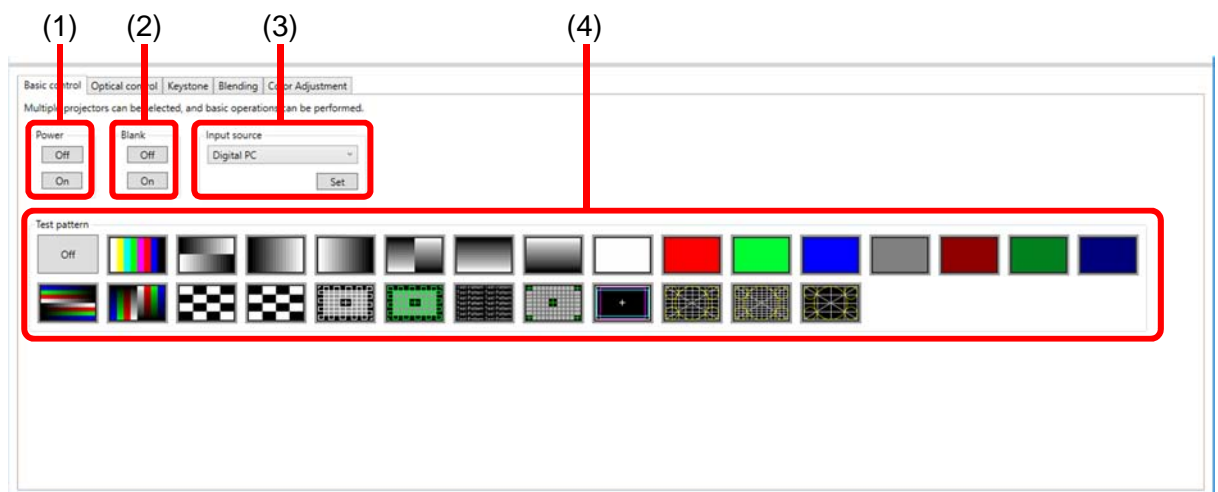 (1) (2) (3) (4)
Basic control Optical control Keystone Blending Color Adjustment
Multiple projectors can be selected, and basic operations can be performed.
Power Blank Input source
Off Off Digital PC
On On Set
Test pattern
Off